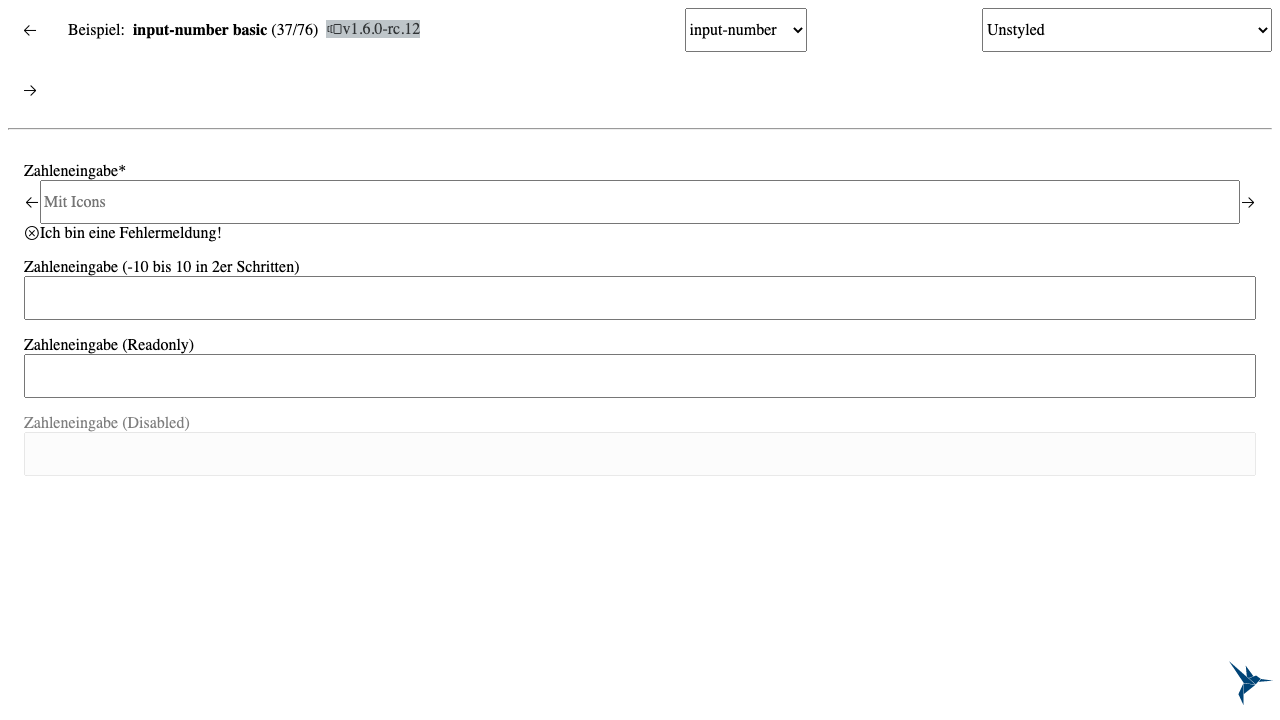 Beispiel: input-number basic (37/76) v1.6.0-rc.12 input-number Unstyled
Zahleneingabe*
Mit Icons
Ich bin eine Fehlermeldung!
Zahleneingabe (-10 bis 10 in 2er Schritten)
Zahleneingabe (Readonly)
Zahleneingabe (Disabled)